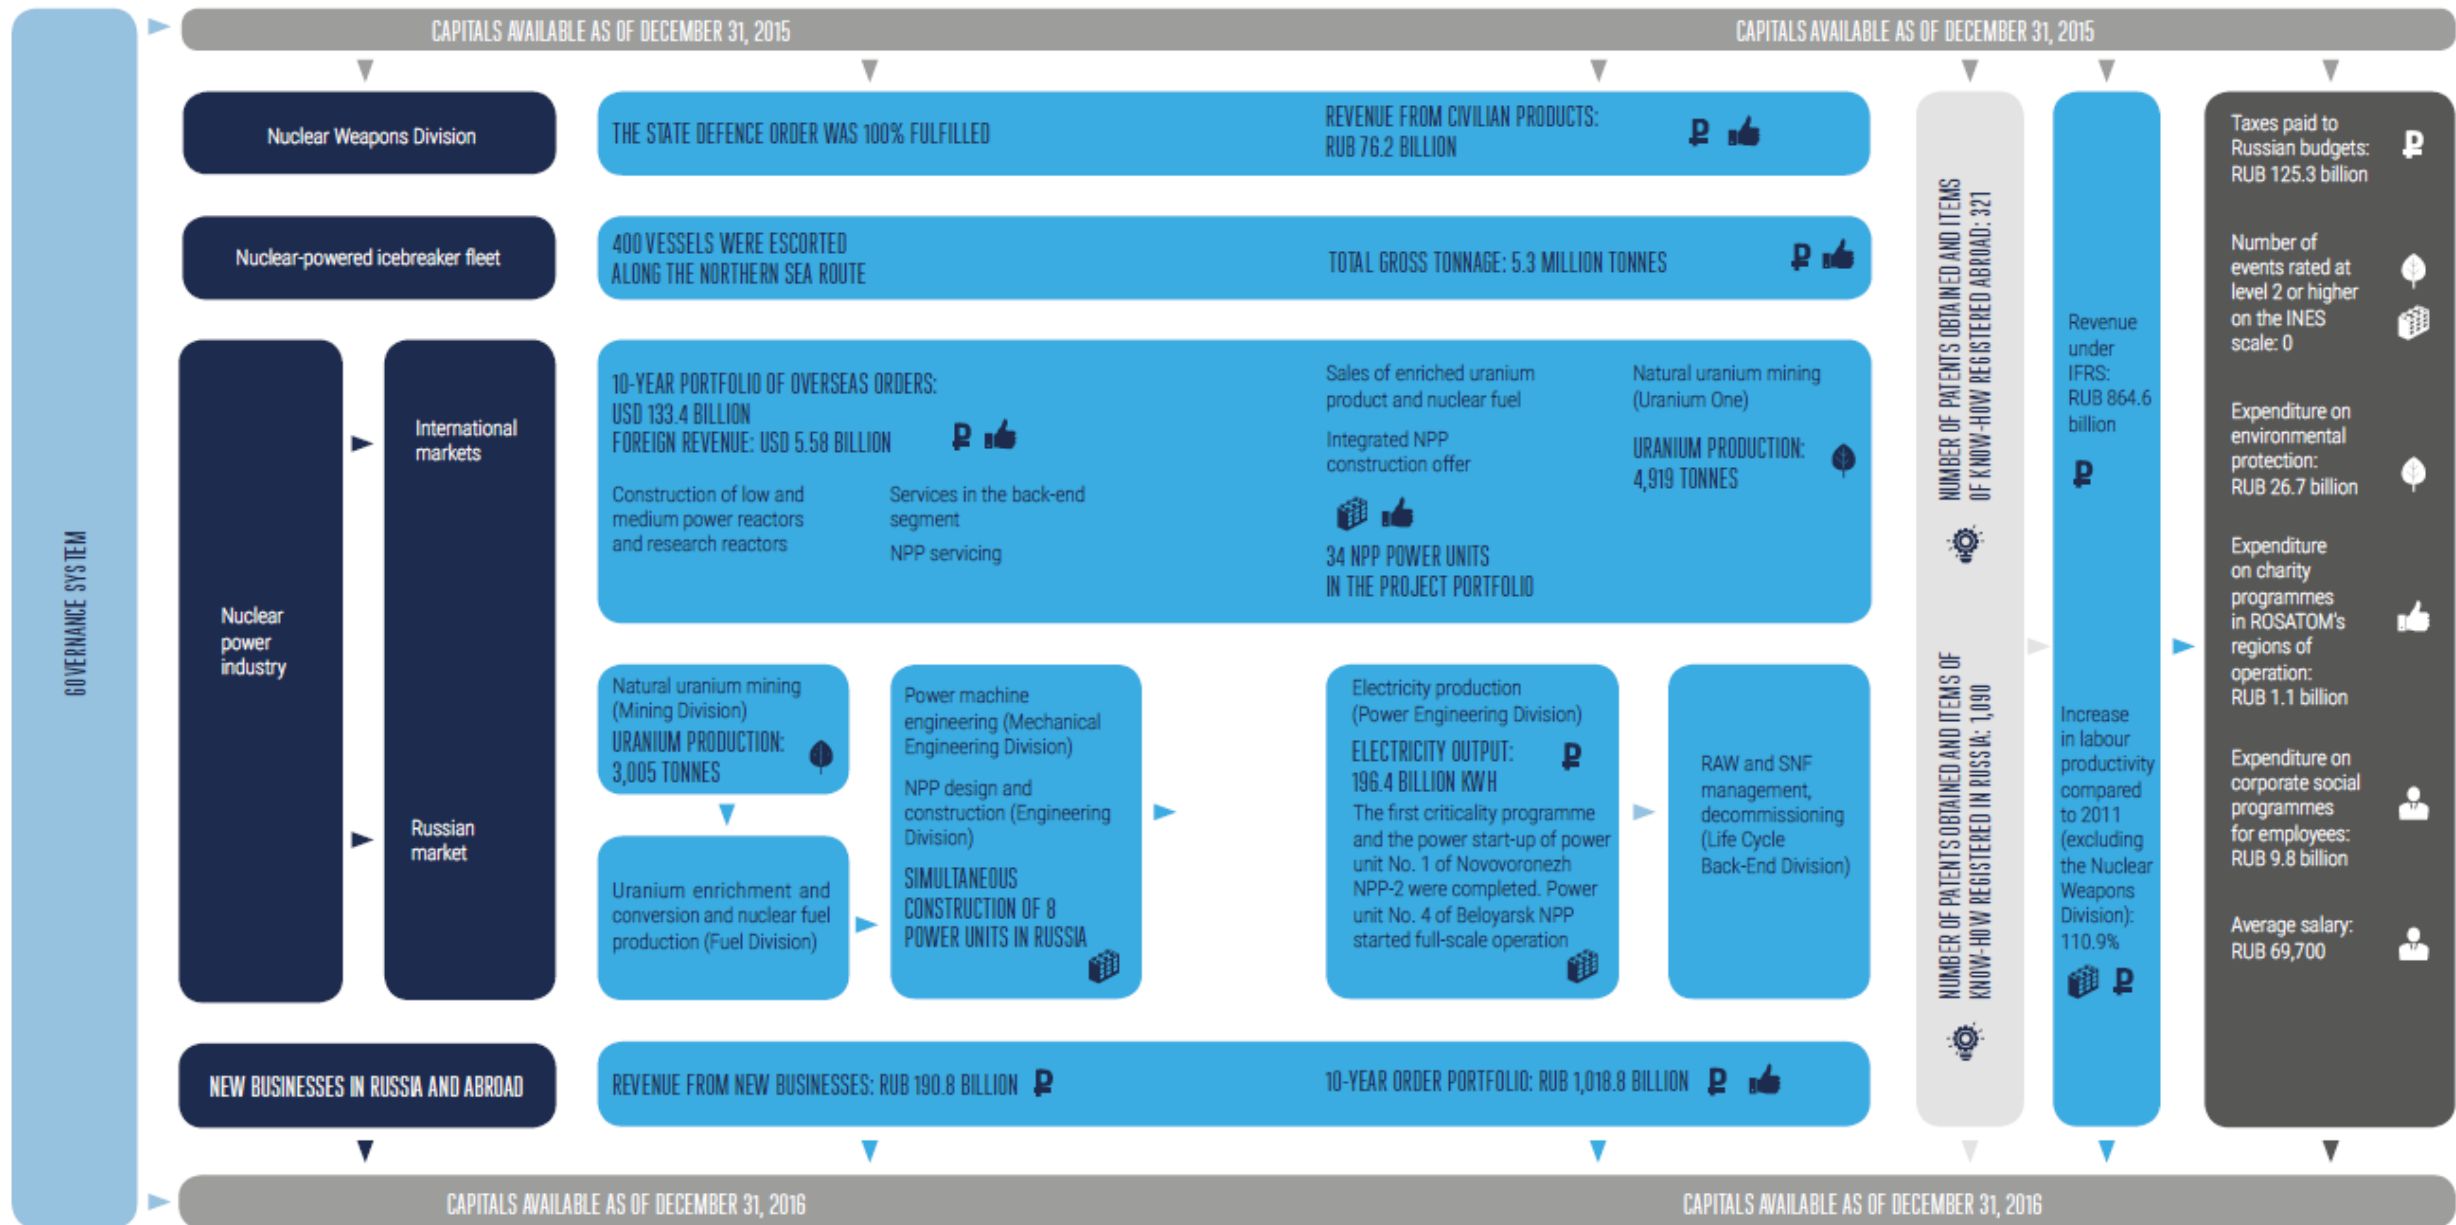 CAPITALS AVAILABLE AS OF DECEMBER 31, 2015
CAPITALS AVAILABLE AS OF DECEMBER 31, 2015
GOVERNANCE SYSTEM
Nuclear Weapons Division
THE STATE DEFENCE ORDER WAS 100% FULFILLED
REVENUE FROM CIVILIAN PRODUCTS:
RUB 76.2 BILLION
Nuclear-powered icebreaker fleet
400 VESSELS WERE ESCORTED
ALONG THE NORTHERN SEA ROUTE
TOTAL GROSS TONNAGE: 5.3 MILLION TONNES
Nuclear
power
industry
International
markets
10-YEAR PORTFOLIO OF OVERSEAS ORDERS:
USD 133.4 BILLION
FOREIGN REVENUE: USD 5.58 BILLION
Construction of low and
medium power reactors
and research reactors
Services in the back-end
segment
NPP servicing
Sales of enriched uranium
product and nuclear fuel
Integrated NPP
construction offer
34 NPP POWER UNITS
IN THE PROJECT PORTFOLIO
Natural uranium mining
(Uranium One)
URANIUM PRODUCTION:
4,919 TONNES
Russian
market
Natural uranium mining
(Mining Division)
URANIUM PRODUCTION:
3,005 TONNES
Uranium enrichment and
conversion and nuclear fuel
production (Fuel Division)
Power machine
engineering (Mechanical
Engineering Division)
NPP design and
construction (Engineering
Division)
SIMULTANEOUS
CONSTRUCTION OF 8
POWER UNITS IN RUSSIA
Electricity production
(Power Engineering Division)
ELECTRICITY OUTPUT:
196.4 BILLION KWH
The first criticality programme
and the power start-up of power
unit No. 1 of Novovoronezh
NPP-2 were completed. Power
unit No. 4 of Beloyarsk NPP
started full-scale operation
RAW and SNF
management,
decommissioning
(Life Cycle
Back-End Division)
NEW BUSINESSES IN RUSSIA AND ABROAD
REVENUE FROM NEW BUSINESSES: RUB 190.8 BILLION
10-YEAR ORDER PORTFOLIO: RUB 1,018.8 BILLION
NUMBER OF PATENTS OBTAINED AND ITEMS
OF KNOW-HOW REGISTERED ABROAD: 321
NUMBER OF PATENTS OBTAINED AND ITEMS OF
KNOW-HOW REGISTERED IN RUSSIA: 1,090
Revenue
under
IFRS:
RUB 864.6
billion
Increase
in labour
productivity
compared
to 2011
(excluding
the Nuclear
Weapons
Division):
110.9%
Taxes paid to
Russian budgets:
RUB 125.3 billion
Number of
events rated at
level 2 or higher
on the INES
scale: 0
Expenditure on
environmental
protection:
RUB 26.7 billion
Expenditure
on charity
programmes
in ROSATOM's
regions of
operation:
RUB 1.1 billion
Expenditure on
corporate social
programmes
for employees:
RUB 9.8 billion
Average salary:
RUB 69,700
CAPITALS AVAILABLE AS OF DECEMBER 31, 2016
CAPITALS AVAILABLE AS OF DECEMBER 31, 2016